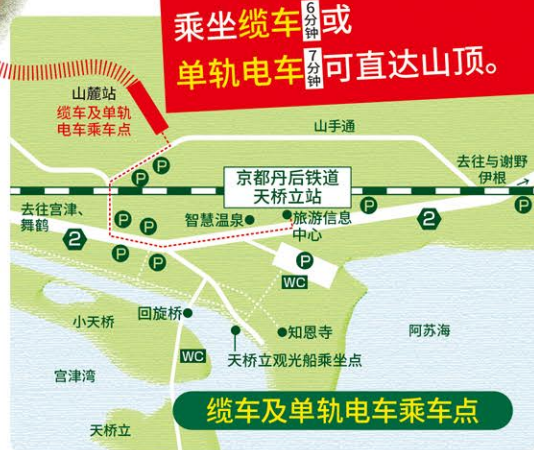 乘坐缆车6分钟或
单轨电车7分钟可直达山顶。
山麓站
缆车及单轨
电车乘车点
山手通
去往与谢野
伊根
京都丹后铁道
天桥立站
P
P
P
P
P
P
P
P
去往宫津、
舞鹤
2
智慧温泉
旅游信息
中心
2
P
WC
回旋桥
小天桥
知恩寺
阿苏海
WC
天桥立观光船乘坐点
宫津湾
缆车及单轨电车乘车点
天桥立